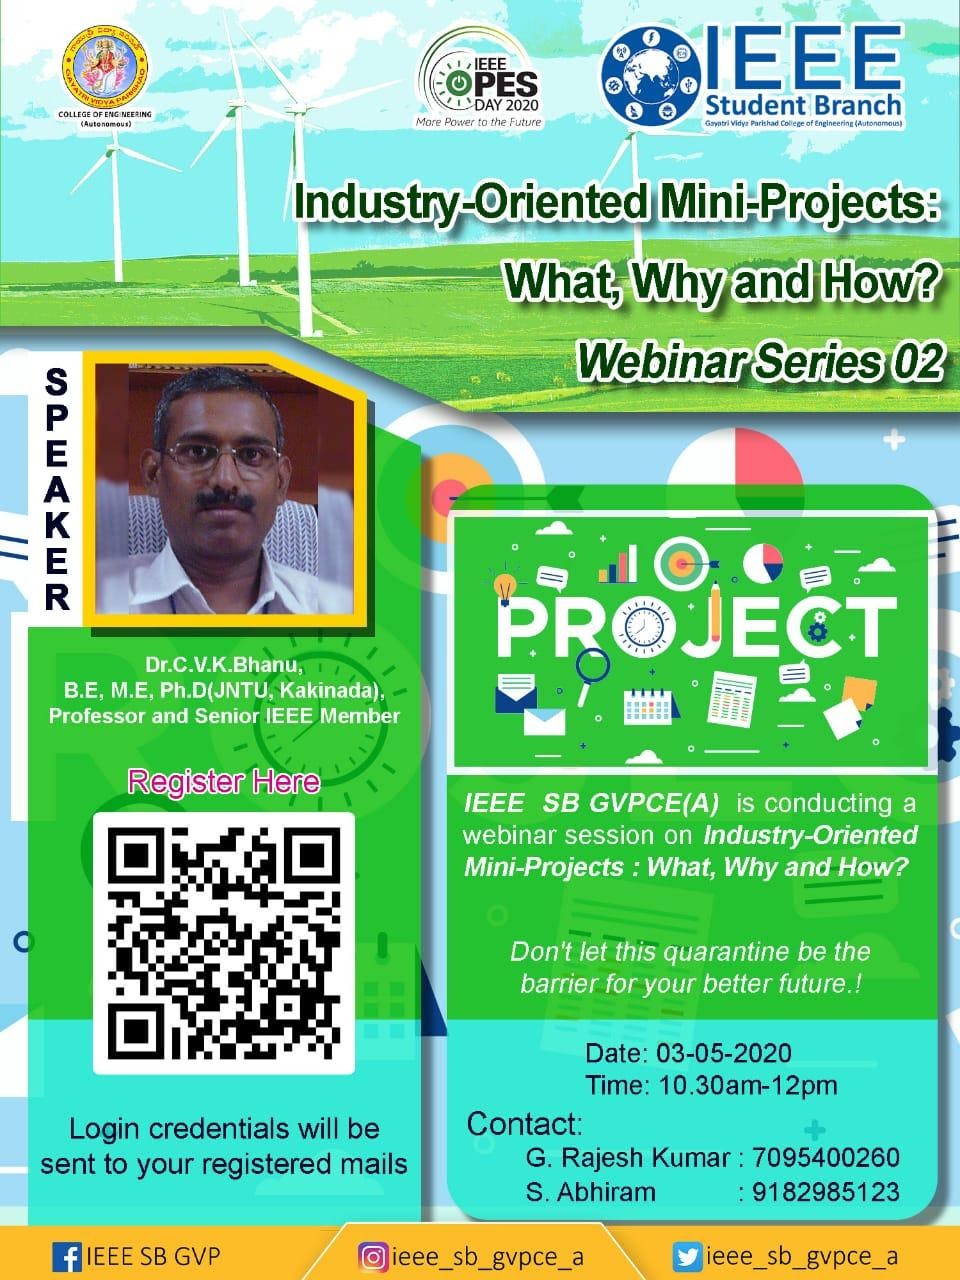 GAYATRI VIDYA PARISHAD
COLLEGE OF ENGINEERING
(Autonomous)
IEEE
PES
DAY 2020
More Power to the Future
IEEE
Student Branch
Gayatri Vidya Parishad College of Engineering (Autonomous)
Industry-Oriented Mini-Projects:
What, Why and How?
Webinar Series 02
SPEAKER
Dr.C.V.K.Bhanu,
B.E, M.E, Ph.D(JNTU, Kakinada),
Professor and Senior IEEE Member
Register Here
Login credentials will be
sent to your registered mails
PROJECT
IEEE SB GVPCE(A) is conducting a
webinar session on Industry-Oriented
Mini-Projects : What, Why and How?
Don't let this quarantine be the
barrier for your better future.!
Date: 03-05-2020
Time: 10.30am-12pm
Contact:
G. Rajesh Kumar : 7095400260
S. Abhiram : 9182985123
IEEE SB GVP
ieee_sb_gvpce_a
ieee_sb_gvpce_a